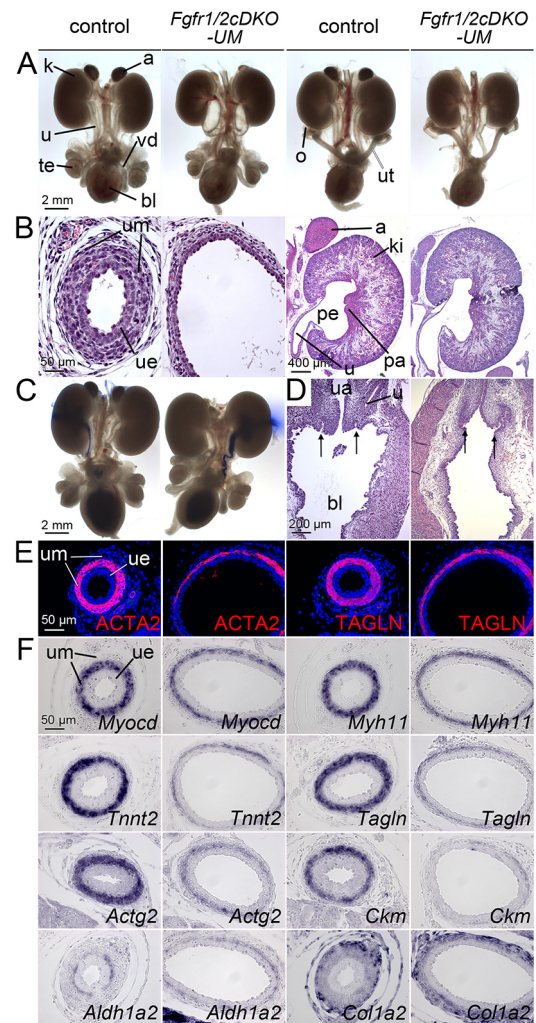 control
Fgfr1/2cDKO
-UM
control
Fgfr1/2cDKO
-UM
A
k
a
u
vd
te
bl
2 mm
o
ut
B
um
ue
50 µm
a
ki
pe
u
pa
400 µm
C
2 mm
D
ua
u
bl
200 µm
E
um
ue
50 µm
ACTA2
ACTA2
TAGLN
TAGLN
F
um
ue
50 µm
Myocd
Myocd
Myh11
Myh11
Tnnt2
Tnnt2
Tagln
Tagln
Actg2
Actg2
Ckm
Ckm
Aldh1a2
Aldh1a2
Col1a2
Col1a2